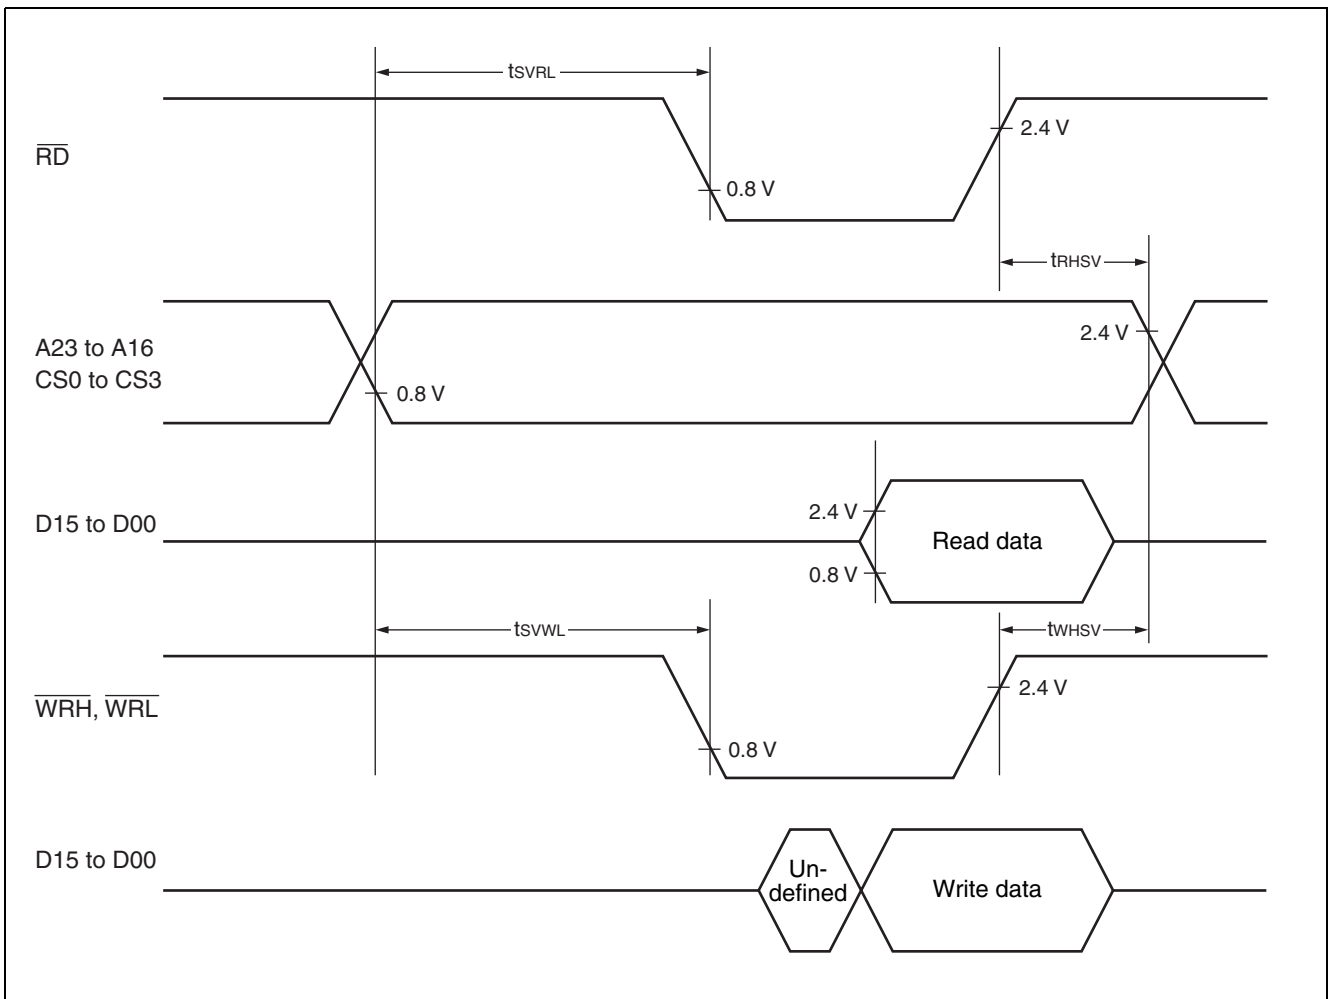 tSVRL
RD
2.4 V
0.8 V
tRHSV
A23 to A16
CS0 to CS3
2.4 V
0.8 V
D15 to D00
2.4 V
Read data
0.8 V
tSVWL
tWHSV
WRH, WRL
2.4 V
0.8 V
D15 to D00
Un-
defined
Write data